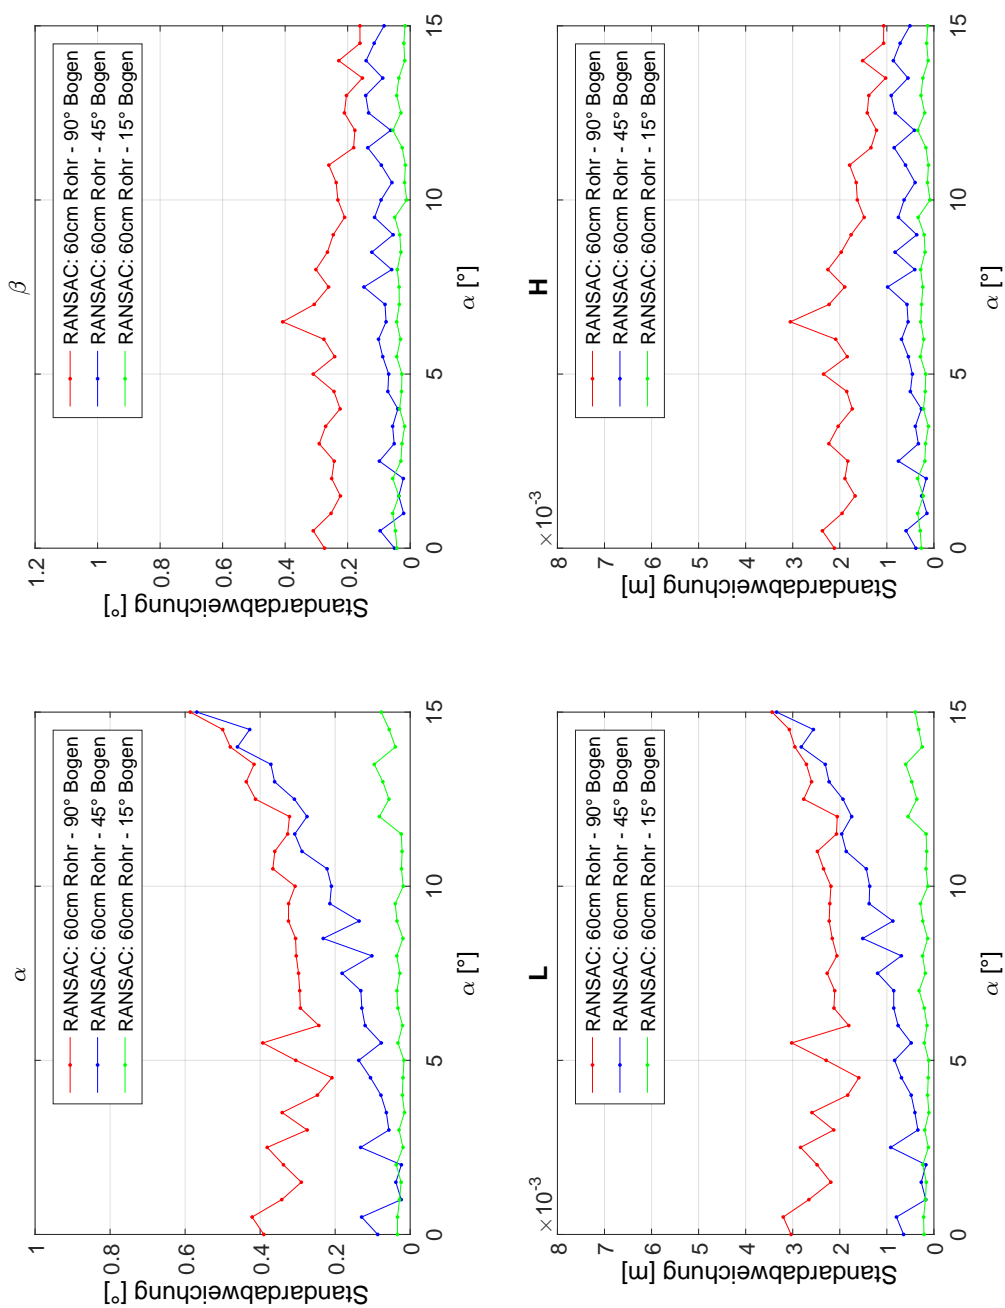 α
1
0.8
0.6
0.4
0.2
0
Standardabweichung [°]
0 5 10 15
α [°]
RANSAC: 60cm Rohr - 90° Bogen
RANSAC: 60cm Rohr - 45° Bogen
RANSAC: 60cm Rohr - 15° Bogen
β
1.2
1
0.8
0.6
0.4
0.2
0
Standardabweichung [°]
0 5 10 15
α [°]
RANSAC: 60cm Rohr - 90° Bogen
RANSAC: 60cm Rohr - 45° Bogen
RANSAC: 60cm Rohr - 15° Bogen
L
×10⁻³
8
7
6
5
4
3
2
1
0
Standardabweichung [m]
0 5 10 15
α [°]
RANSAC: 60cm Rohr - 90° Bogen
RANSAC: 60cm Rohr - 45° Bogen
RANSAC: 60cm Rohr - 15° Bogen
H
×10⁻³
8
7
6
5
4
3
2
1
0
Standardabweichung [m]
0 5 10 15
α [°]
RANSAC: 60cm Rohr - 90° Bogen
RANSAC: 60cm Rohr - 45° Bogen
RANSAC: 60cm Rohr - 15° Bogen